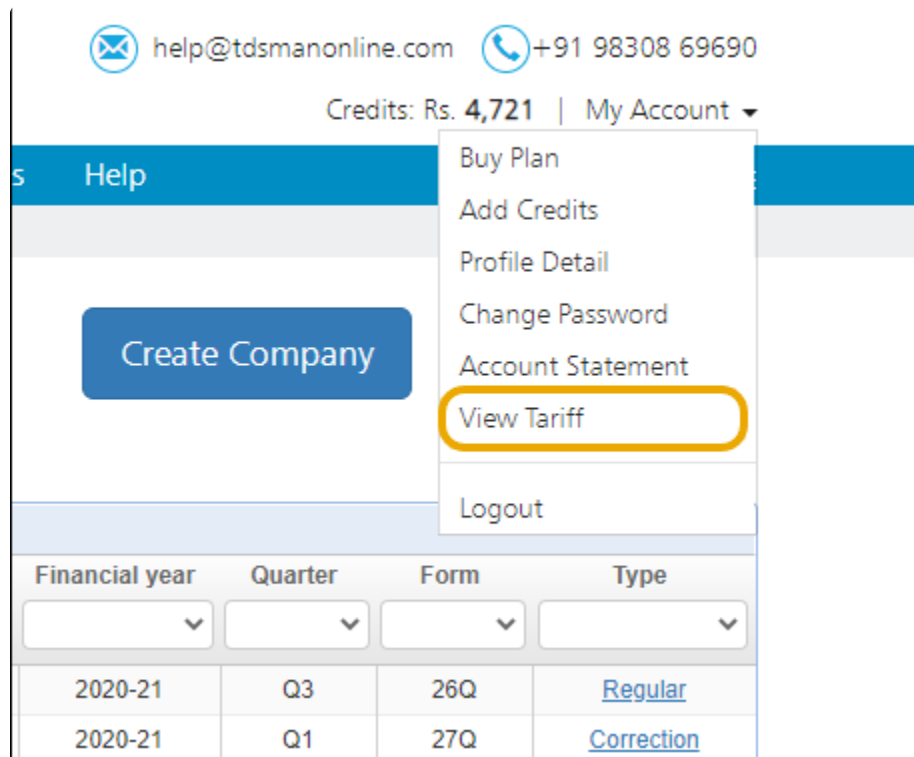 help@tdsmanonline.com +91 98308 69690
Credits: Rs. 4,721 | My Account
s Help
Buy Plan
Add Credits
Profile Detail
Change Password
Account Statement
View Tariff
Logout
Create Company
Financial year Quarter Form Type
2020-21 Q3 26Q Regular
2020-21 Q1 27Q Correction